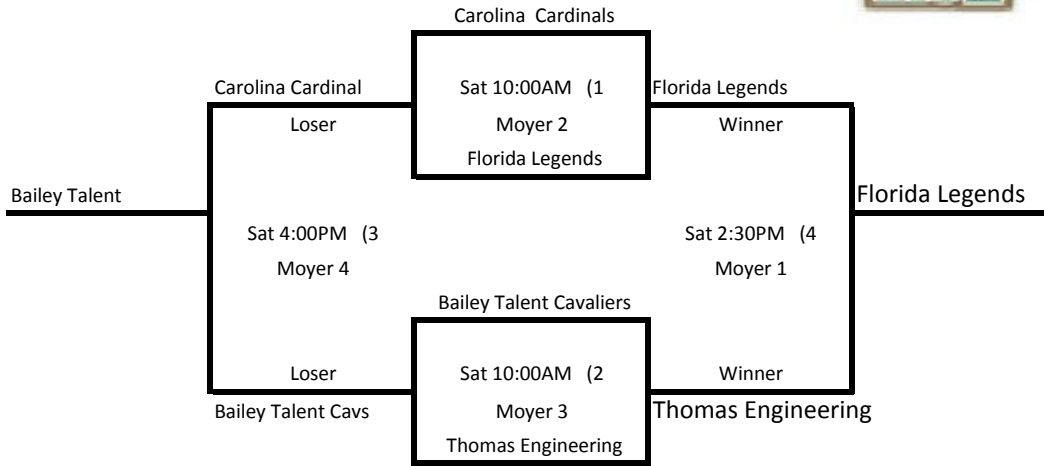 Carolina Cardinals
Carolina Cardinal
Sat 10:00AM (1
Florida Legends
Loser
Moyer 2
Winner
Florida Legends
Bailey Talent
Florida Legends
Sat 4:00PM (3
Sat 2:30PM (4
Moyer 4
Moyer 1
Bailey Talent Cavaliers
Loser
Sat 10:00AM (2
Winner
Bailey Talent Cavs
Moyer 3
Thomas Engineering
Thomas Engineering